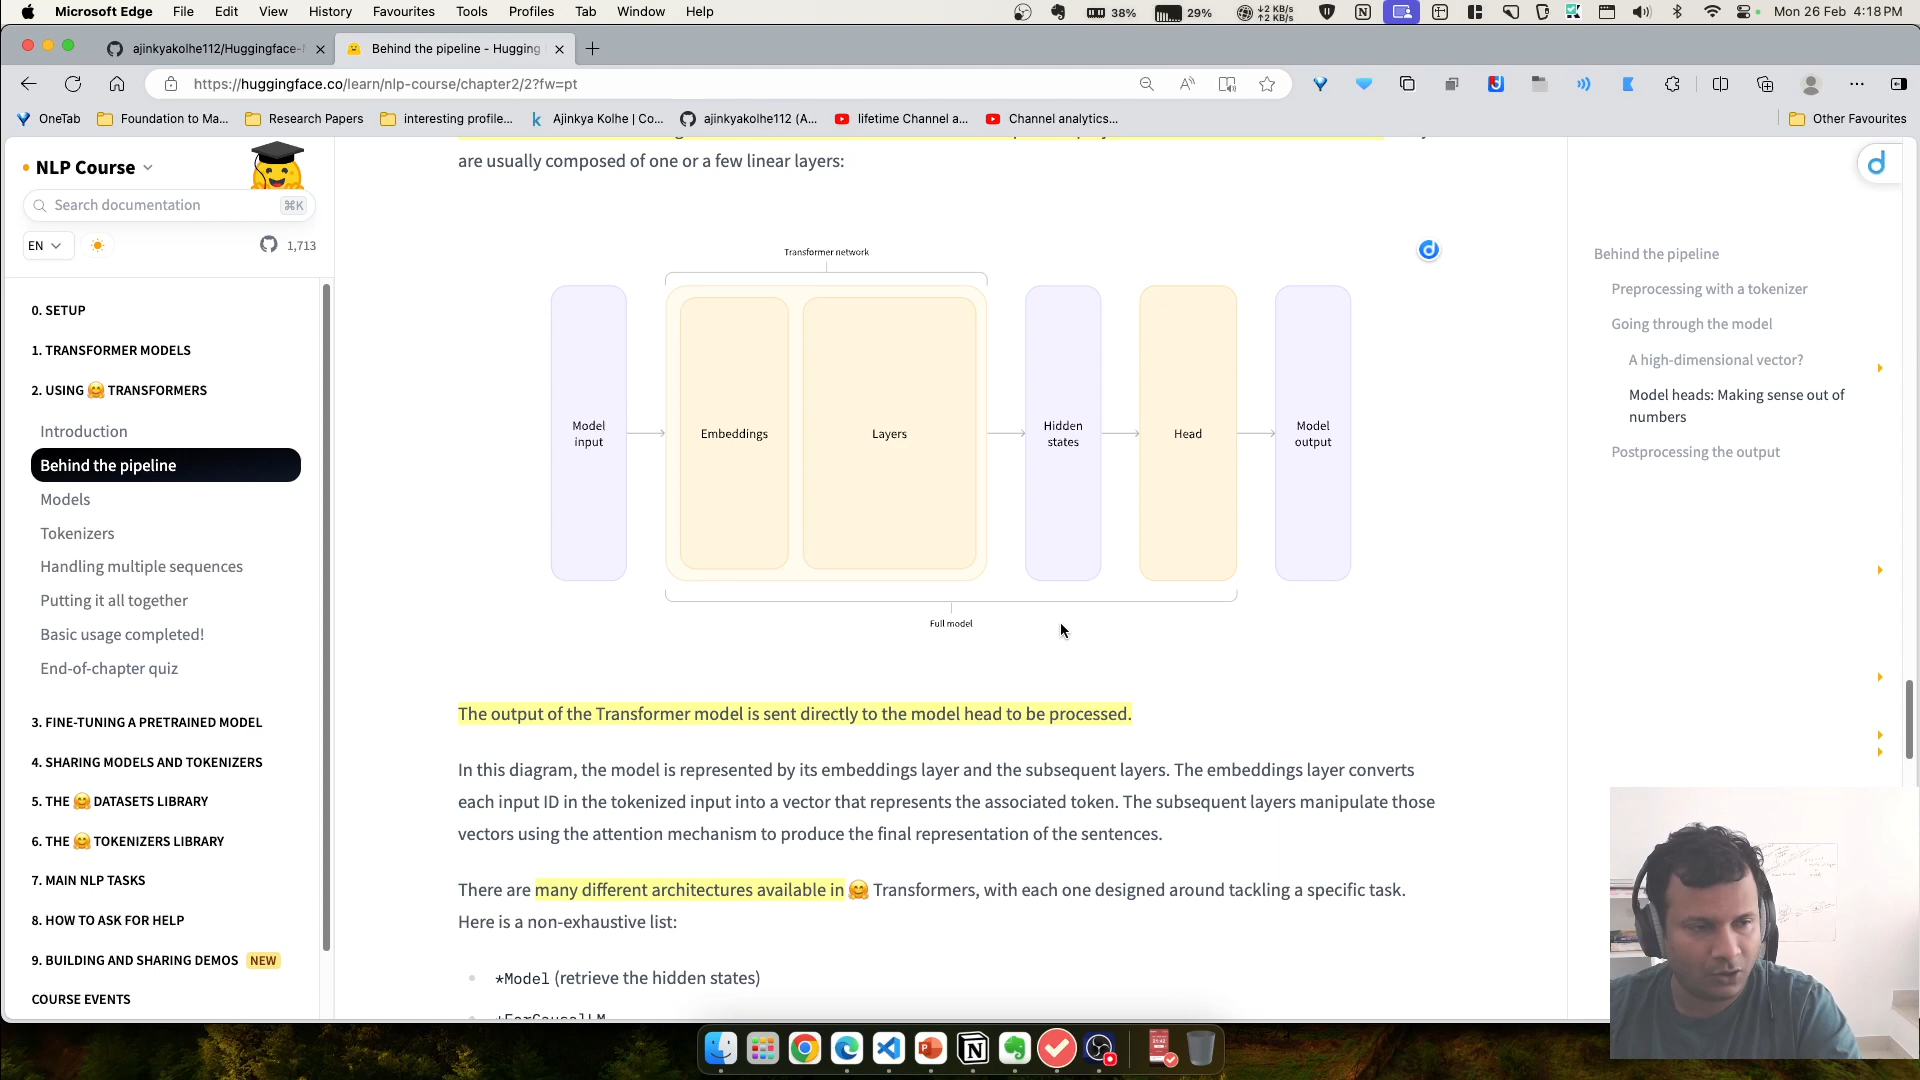 Microsoft Edge File Edit View History Favourites Tools Profiles Tab Window Help
38% 29% 2 KB/s 2 KB/s Mon 26 Feb 4:18 PM
ajinkyakolhe112/Huggingface- Behind the pipeline - Hugging
https://huggingface.co/learn/nlp-course/chapter2/2?fw=pt
OneTab Foundation to Ma... Research Papers interesting profile... Ajinkya Kolhe | Co... ajinkyakolhe112 (A... lifetime Channel a... Channel analytics... Other Favourites
NLP Course
Search documentation ⌘K
EN 1,713
0. SETUP
1. TRANSFORMER MODELS
2. USING 🤗 TRANSFORMERS
Introduction
Behind the pipeline
Models
Tokenizers
Handling multiple sequences
Putting it all together
Basic usage completed!
End-of-chapter quiz
3. FINE-TUNING A PRETRAINED MODEL
4. SHARING MODELS AND TOKENIZERS
5. THE 🤗 DATASETS LIBRARY
6. THE 🤗 TOKENIZERS LIBRARY
7. MAIN NLP TASKS
8. HOW TO ASK FOR HELP
9. BUILDING AND SHARING DEMOS NEW
COURSE EVENTS
are usually composed of one or a few linear layers:
Transformer network
Model
input
Embeddings
Layers
Hidden
states
Head
Model
output
Full model
The output of the Transformer model is sent directly to the model head to be processed.
In this diagram, the model is represented by its embeddings layer and the subsequent layers. The embeddings layer converts
each input ID in the tokenized input into a vector that represents the associated token. The subsequent layers manipulate those
vectors using the attention mechanism to produce the final representation of the sentences.
There are many different architectures available in 🤗 Transformers, with each one designed around tackling a specific task.
Here is a non-exhaustive list:
*Model (retrieve the hidden states)
*ForCausalLM
Behind the pipeline
Preprocessing with a tokenizer
Going through the model
A high-dimensional vector?
Model heads: Making sense out of
numbers
Postprocessing the output